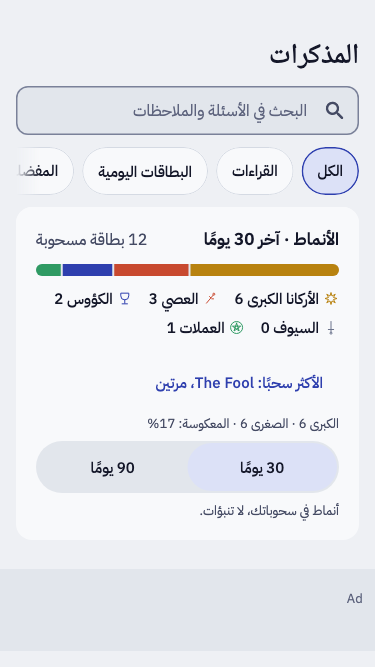 المذكرات
البحث في الأسئلة والملاحظات
الكل
القراءات
البطاقات اليومية
الأنماط · آخر 30 يومًا
12 بطاقة مسحوبة
الأركانا الكبرى 6
العصي 3
الكؤوس 2
السيوف 0
العملات 1
الأكثر سحبًا: The Fool، مرتين
الكبرى 6 · الصغرى 6 · المعكوسة: 17%
30 يومًا
90 يومًا
أنماط في سحوباتك، لا تنبؤات.
Ad